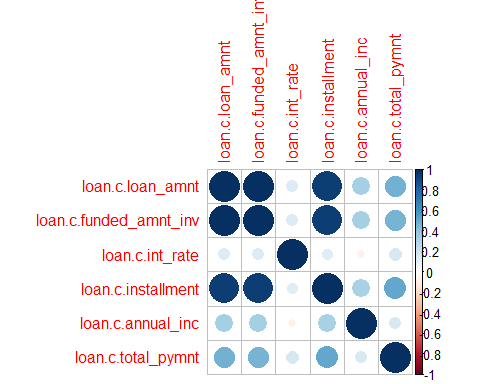 loan.c.loan_amnt
loan.c.funded_amnt_inv
loan.c.int_rate
loan.c.installment
loan.c.annual_inc
loan.c.total_pymnt
loan.c.loan_amnt
loan.c.funded_amnt_inv
loan.c.int_rate
loan.c.installment
loan.c.annual_inc
loan.c.total_pymnt
1
0.8
0.6
0.4
0.2
0
-0.2
-0.4
-0.6
-0.8
-1